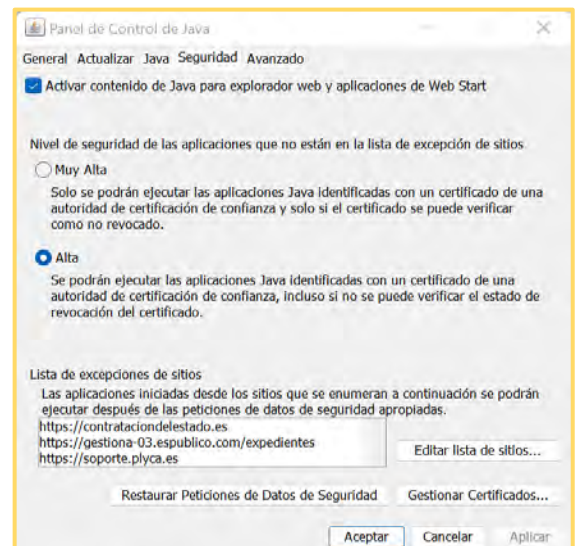 Panel de Control de Java
General Actualizar Java Seguridad Avanzado
Activar contenido de Java para explorador web y aplicaciones de Web Start
Nivel de seguridad de las aplicaciones que no están en la lista de excepción de sitios
Muy Alta
Solo se podrán ejecutar las aplicaciones Java identificadas con un certificado de una
autoridad de certificación de confianza y solo si el certificado se puede verificar
como no revocado.
Alta
Se podrán ejecutar las aplicaciones Java identificadas con un certificado de una
autoridad de certificación de confianza, incluso si no se puede verificar el estado de
revocación del certificado.
Lista de excepciones de sitios
Las aplicaciones iniciadas desde los sitios que se enumeran a continuación se podrán
ejecutar después de las peticiones de datos de seguridad apropiadas.
https://contrataciondelestado.es
https://gestiona-03.espublico.com/expedientes
https://soporte.plyca.es
Editar lista de sitios...
Restaurar Peticiones de Datos de Seguridad Gestionar Certificados...
Aceptar Cancelar Aplicar